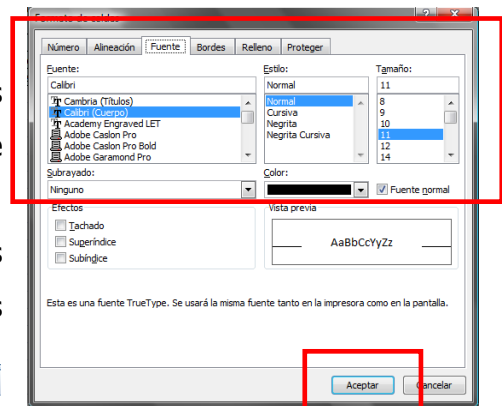 Formato de celdas
Número Alineación Fuente Bordes Relleno Proteger
Fuente: Estilo: Tamaño:
Calibri Normal 11
Cambria (Títulos) Normal 8
Calibri (Cuerpo) Cursiva 9
Academy Engraved LET Negrita 10
Adobe Caslon Pro Negrita Cursiva 11
Adobe Caslon Pro Bold 12
Adobe Garamond Pro 14
Subrayado: Color:
Ninguno Fuente normal
Efectos Vista previa
Tachado
Superíndice AaBbCcYyZz
Subíndice
Esta es una fuente TrueType. Se usará la misma fuente tanto en la impresora como en la pantalla.
Aceptar Cancelar